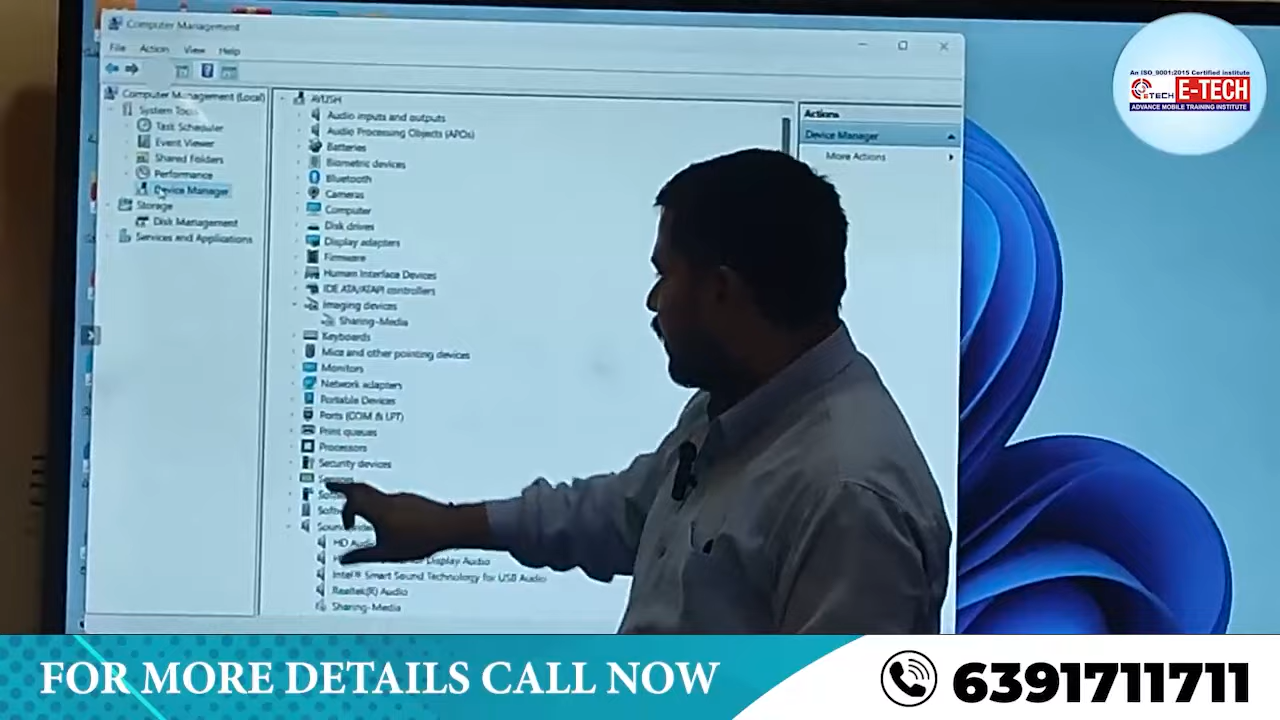 Computer Management
File Action View Help
Computer Management (Local)
System Tools
Task Scheduler
Event Viewer
Shared Folders
Performance
Device Manager
Storage
Disk Management
Services and Applications
AYUSH
Audio inputs and outputs
Audio Processing Objects (APOs)
Batteries
Biometric devices
Bluetooth
Cameras
Computer
Disk drives
Display adapters
Firmware
Human Interface Devices
IDE ATA/ATAPI controllers
Imaging devices
Sharing-Media
Keyboards
Mice and other pointing devices
Monitors
Network adapters
Portable Devices
Ports (COM & LPT)
Print queues
Processors
Security devices
Sound
HD Audio
Display Audio
Intel® Smart Sound Technology for USB Audio
Realtek(R) Audio
Sharing-Media
Actions
Device Manager
More Actions
An ISO_9001:2015 Certified institute
ETECH E-TECH
ADVANCE MOBILE TRAINING INSTITUTE
FOR MORE DETAILS CALL NOW
6391711711